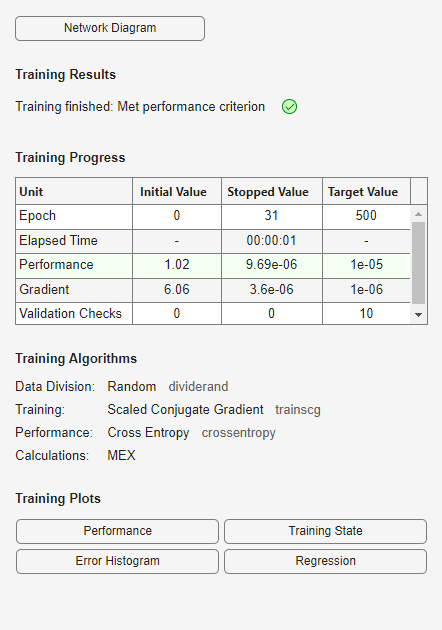 Network Diagram
Training Results
Training finished: Met performance criterion
Training Progress
Unit Initial Value Stopped Value Target Value
Epoch 0 31 500
Elapsed Time - 00:00:01 -
Performance 1.02 9.69e-06 1e-05
Gradient 6.06 3.6e-06 1e-06
Validation Checks 0 0 10
Training Algorithms
Data Division: Random dividerand
Training: Scaled Conjugate Gradient trainscg
Performance: Cross Entropy crossentropy
Calculations: MEX
Training Plots
Performance Training State
Error Histogram Regression